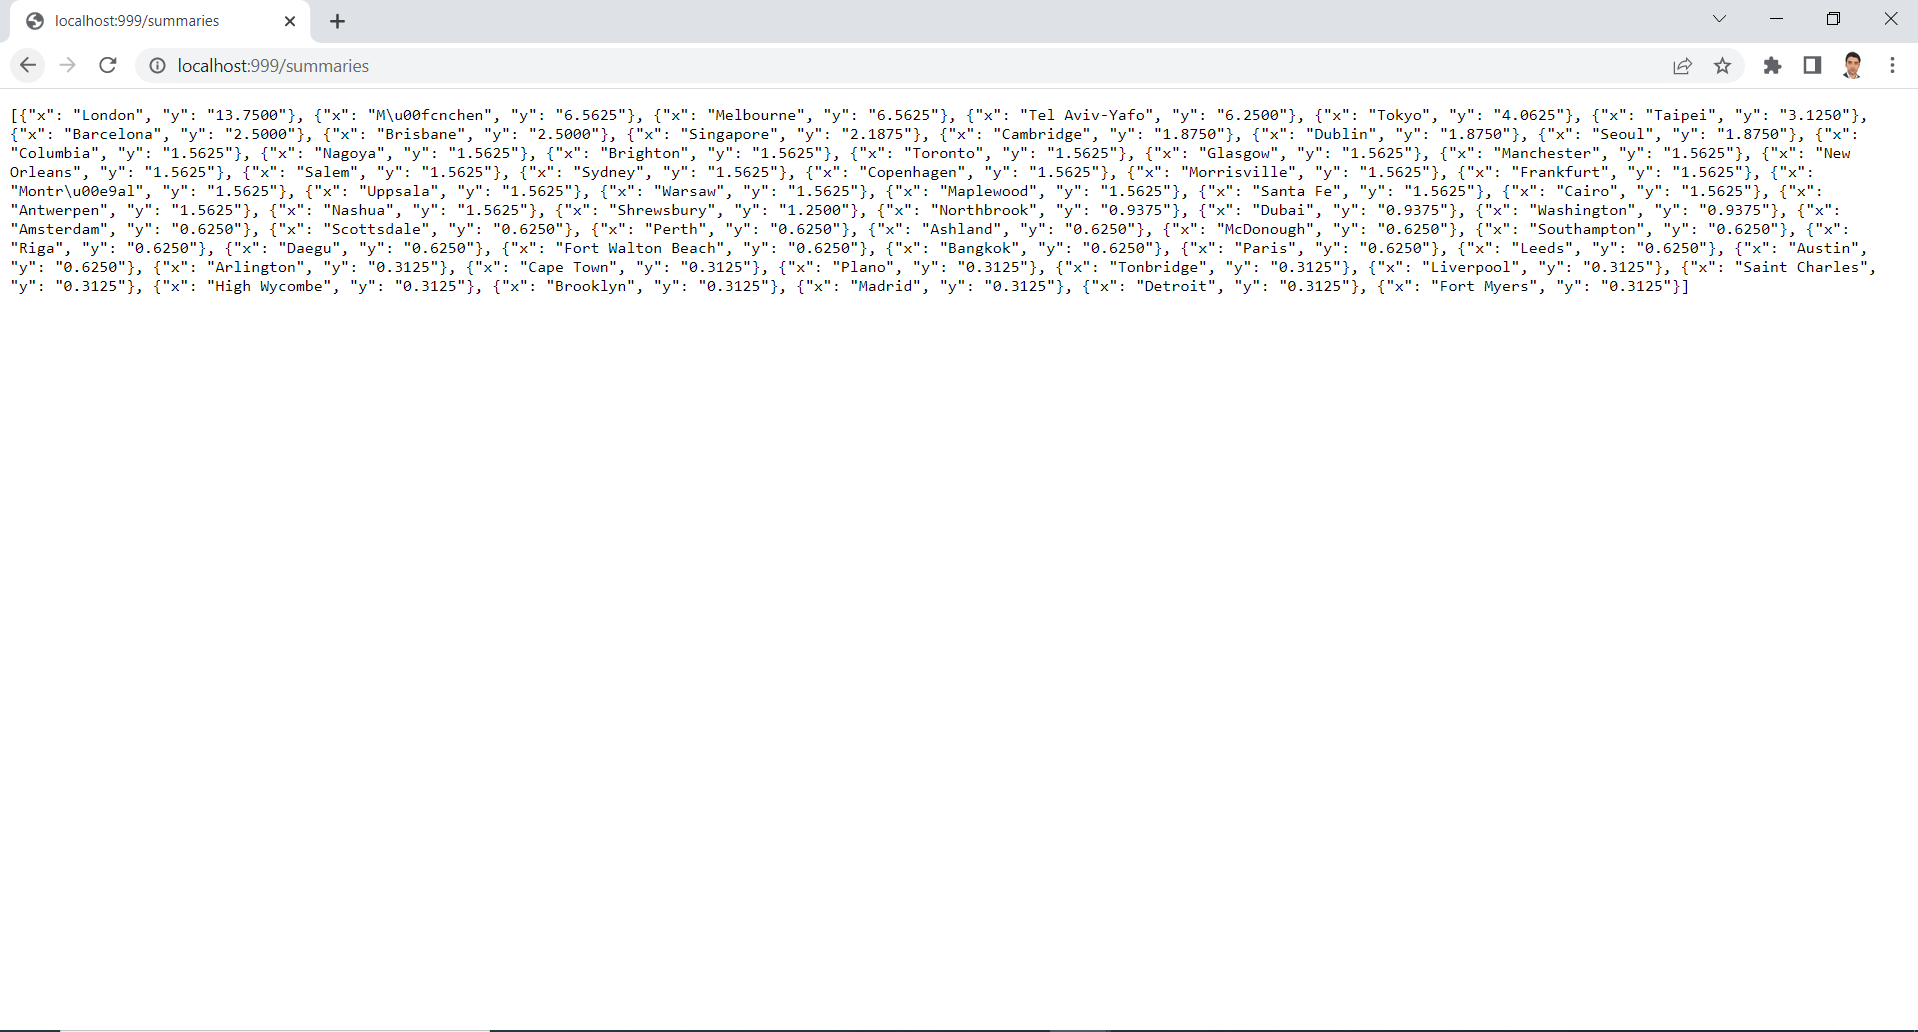 localhost:999/summaries
localhost:999/summaries
[{"x": "London", "y": "13.7500"}, {"x": "M\u00fcnchen", "y": "6.5625"}, {"x": "Melbourne", "y": "6.5625"}, {"x": "Tel Aviv-Yafo", "y": "6.2500"}, {"x": "Tokyo", "y": "4.0625"}, {"x": "Taipei", "y": "3.1250"},
{"x": "Barcelona", "y": "2.5000"}, {"x": "Brisbane", "y": "2.5000"}, {"x": "Singapore", "y": "2.1875"}, {"x": "Cambridge", "y": "1.8750"}, {"x": "Dublin", "y": "1.8750"}, {"x": "Seoul", "y": "1.8750"}, {"x":
"Columbia", "y": "1.5625"}, {"x": "Nagoya", "y": "1.5625"}, {"x": "Brighton", "y": "1.5625"}, {"x": "Toronto", "y": "1.5625"}, {"x": "Glasgow", "y": "1.5625"}, {"x": "Manchester", "y": "1.5625"}, {"x": "New
Orleans", "y": "1.5625"}, {"x": "Salem", "y": "1.5625"}, {"x": "Sydney", "y": "1.5625"}, {"x": "Copenhagen", "y": "1.5625"}, {"x": "Morrisville", "y": "1.5625"}, {"x": "Frankfurt", "y": "1.5625"}, {"x":
"Montr\u00e9al", "y": "1.5625"}, {"x": "Uppsala", "y": "1.5625"}, {"x": "Warsaw", "y": "1.5625"}, {"x": "Maplewood", "y": "1.5625"}, {"x": "Santa Fe", "y": "1.5625"}, {"x": "Cairo", "y": "1.5625"}, {"x":
"Antwerpen", "y": "1.5625"}, {"x": "Nashua", "y": "1.5625"}, {"x": "Shrewsbury", "y": "1.2500"}, {"x": "Northbrook", "y": "0.9375"}, {"x": "Dubai", "y": "0.9375"}, {"x": "Washington", "y": "0.9375"}, {"x":
"Amsterdam", "y": "0.6250"}, {"x": "Scottsdale", "y": "0.6250"}, {"x": "Perth", "y": "0.6250"}, {"x": "Ashland", "y": "0.6250"}, {"x": "McDonough", "y": "0.6250"}, {"x": "Southampton", "y": "0.6250"}, {"x":
"Riga", "y": "0.6250"}, {"x": "Daegu", "y": "0.6250"}, {"x": "Fort Walton Beach", "y": "0.6250"}, {"x": "Bangkok", "y": "0.6250"}, {"x": "Paris", "y": "0.6250"}, {"x": "Leeds", "y": "0.6250"}, {"x": "Austin",
"y": "0.6250"}, {"x": "Arlington", "y": "0.3125"}, {"x": "Cape Town", "y": "0.3125"}, {"x": "Plano", "y": "0.3125"}, {"x": "Tonbridge", "y": "0.3125"}, {"x": "Liverpool", "y": "0.3125"}, {"x": "Saint Charles",
"y": "0.3125"}, {"x": "High Wycombe", "y": "0.3125"}, {"x": "Brooklyn", "y": "0.3125"}, {"x": "Madrid", "y": "0.3125"}, {"x": "Detroit", "y": "0.3125"}, {"x": "Fort Myers", "y": "0.3125"}]